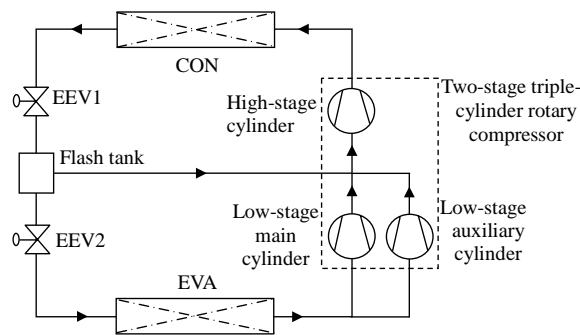 CON
EEV1
High-stage
cylinder
Two-stage triple-
cylinder rotary
compressor
Flash tank
Low-stage
main
cylinder
Low-stage
auxiliary
cylinder
EEV2
EVA